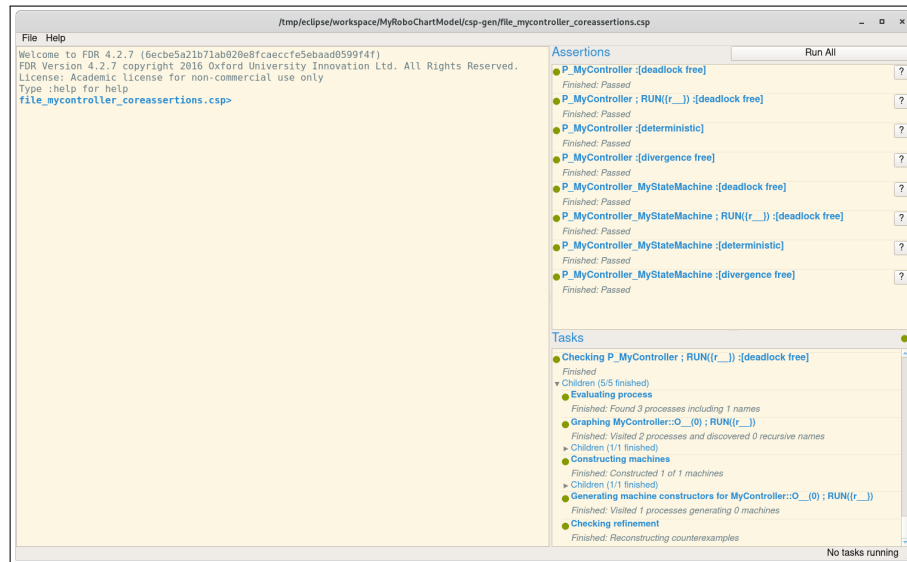 /tmp/eclipse/workspace/MyRoboChartModel/csp-gen/file_mycontroller_coreassertions.csp
File Help
Welcome to FDR 4.2.7 (6ecbe5a21b71ab020e8fcaeccfe5ebaad0599f4f)
FDR Version 4.2.7 copyright 2016 Oxford University Innovation Ltd. All Rights Reserved.
License: Academic license for non-commercial use only
Type :help for help
file_mycontroller_coreassertions.csp>
Assertions
Run All
P_MyController :[deadlock free]
?
Finished: Passed
P_MyController ; RUN({r__}) :[deadlock free]
?
Finished: Passed
P_MyController :[deterministic]
?
Finished: Passed
P_MyController :[divergence free]
?
Finished: Passed
P_MyController_MyStateMachine :[deadlock free]
?
Finished: Passed
P_MyController_MyStateMachine ; RUN({r__}) :[deadlock free]
?
Finished: Passed
P_MyController_MyStateMachine :[deterministic]
?
Finished: Passed
P_MyController_MyStateMachine :[divergence free]
?
Finished: Passed
Tasks
Checking P_MyController ; RUN({r__}) :[deadlock free]
Finished
Children (5/5 finished)
Evaluating process
Finished: Found 3 processes including 1 names
Graphing MyController::O__(0) ; RUN({r__})
Finished: Visited 2 processes and discovered 0 recursive names
Children (1/1 finished)
Constructing machines
Finished: Constructed 1 of 1 machines
Children (1/1 finished)
Generating machine constructors for MyController::O__(0) ; RUN({r__})
Finished: Visited 1 processes generating 0 machines
Checking refinement
Finished: Reconstructing counterexamples
No tasks running